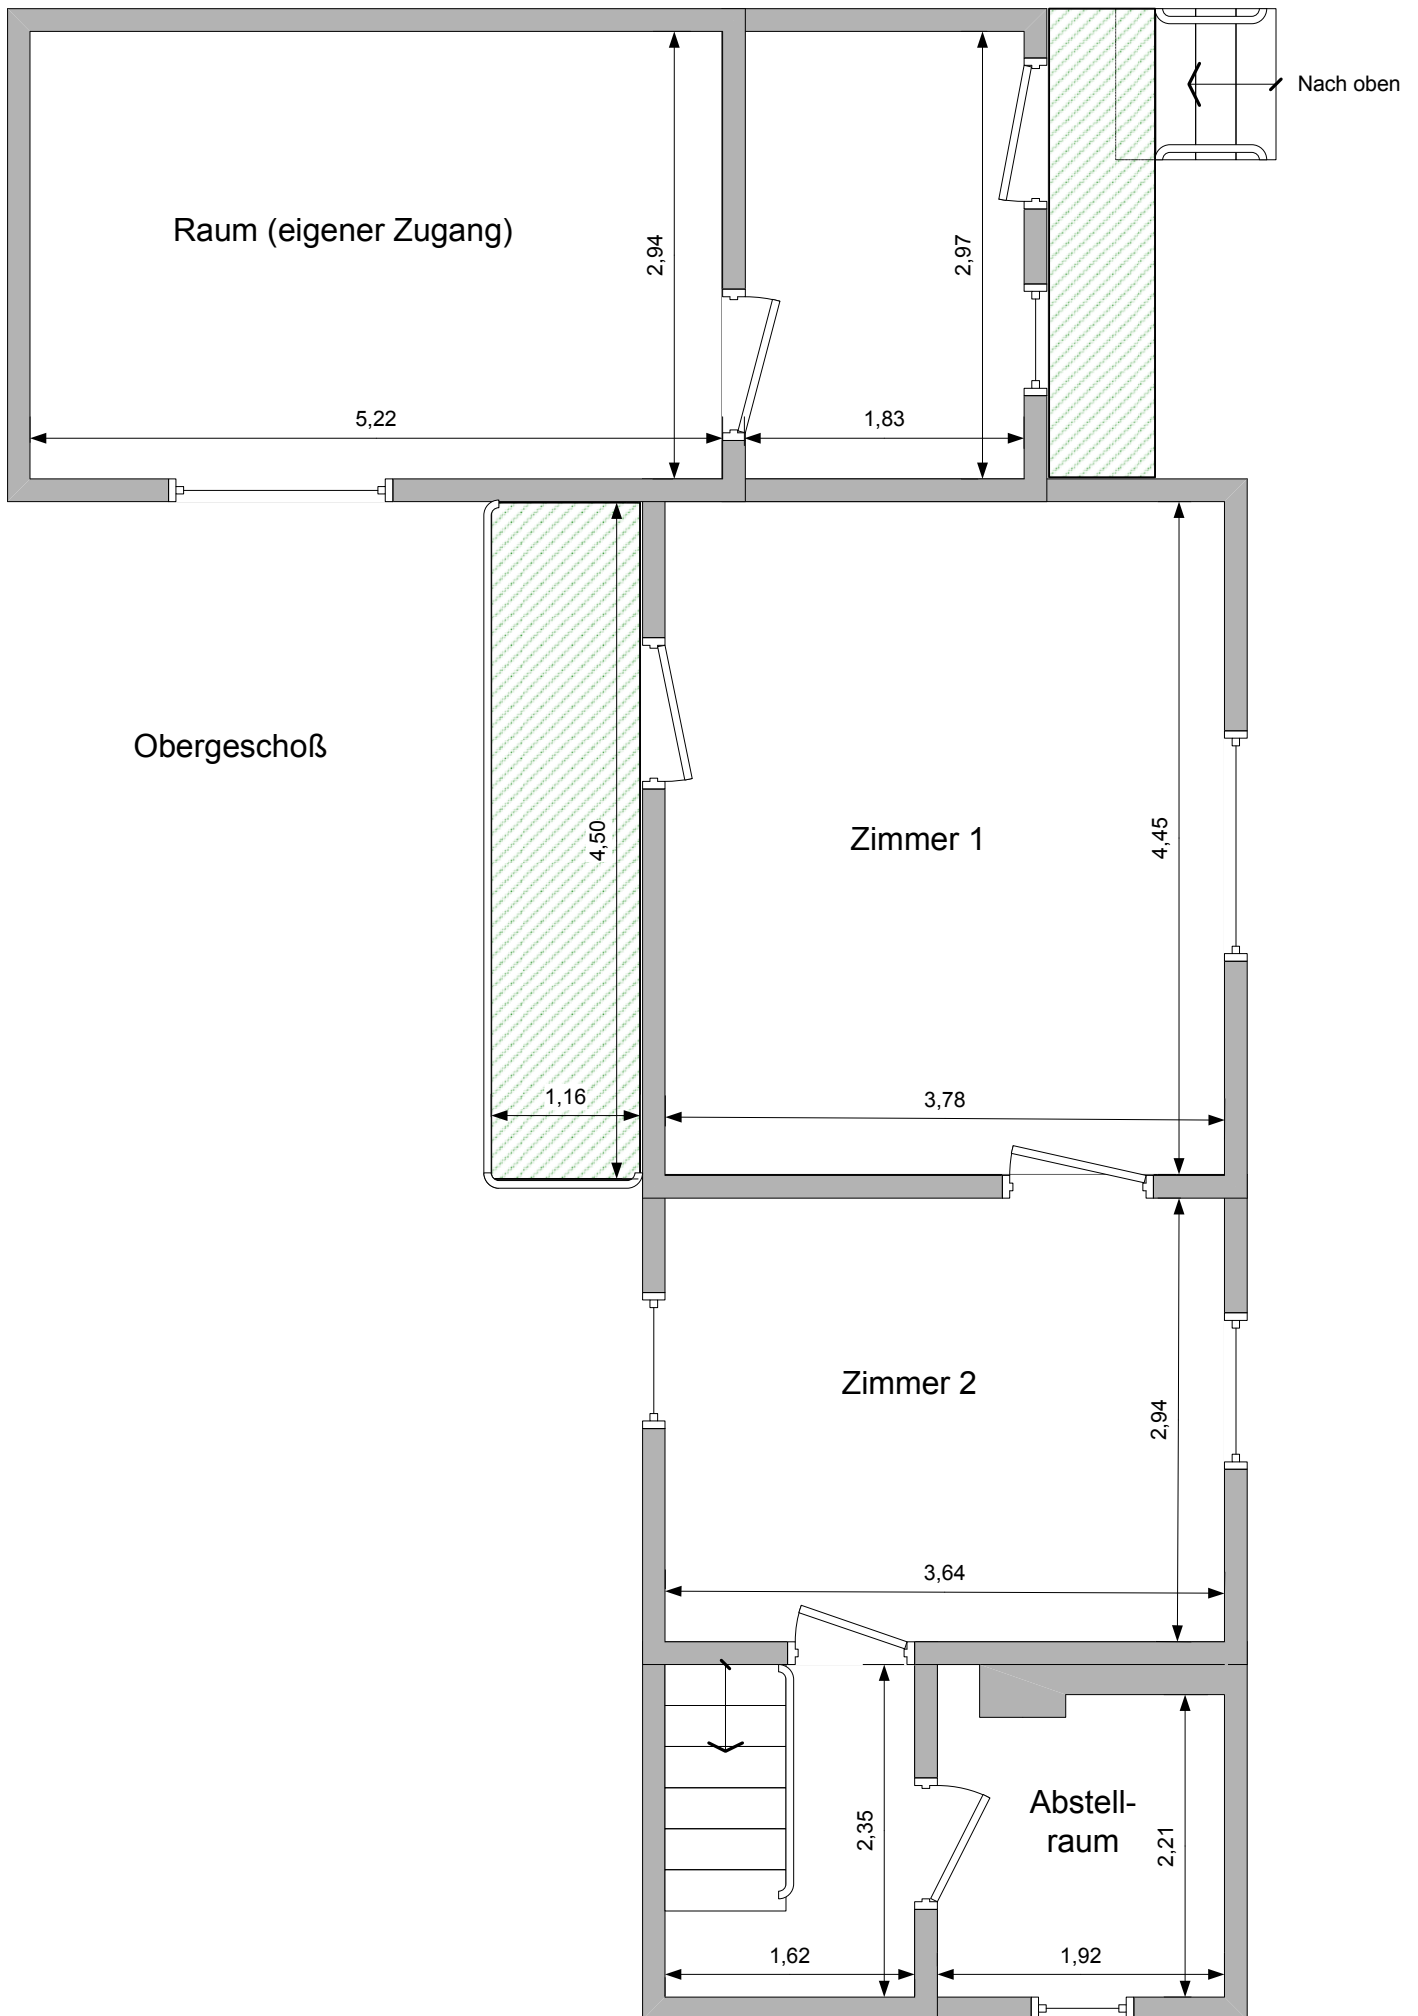 Nach oben
Raum (eigener Zugang)
2,94
2,97
5,22
1,83
Obergeschoß
4,50
Zimmer 1
4,45
1,16
3,78
Zimmer 2
2,94
3,64
Abstell-
raum
2,35
2,21
1,62
1,92